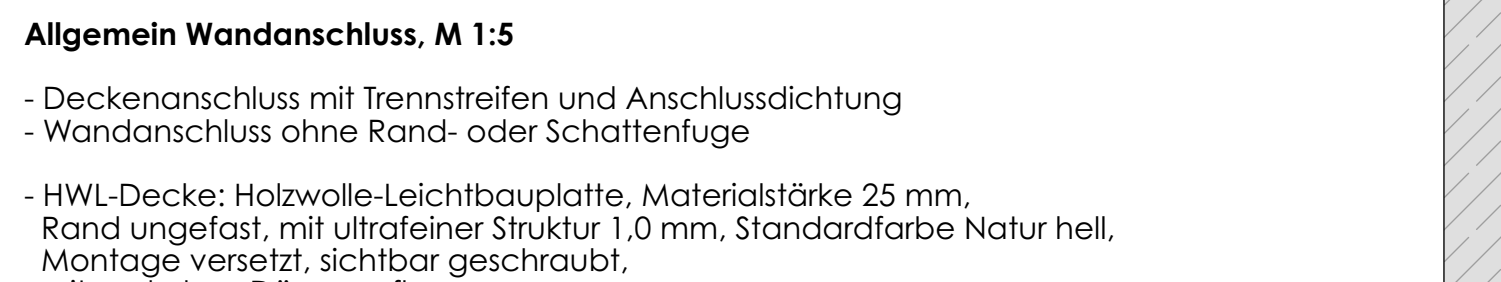 Allgemein Wandanschluss, M 1:5
- Deckenanschluss mit Trennstreifen und Anschlussdichtung
- Wandanschluss ohne Rand- oder Schattenfuge
- HWL-Decke: Holzwolle-Leichtbauplatte, Materialstärke 25 mm,
Rand ungefast, mit ultrafeiner Struktur 1,0 mm, Standardfarbe Natur hell,
Montage versetzt, sichtbar geschraubt,